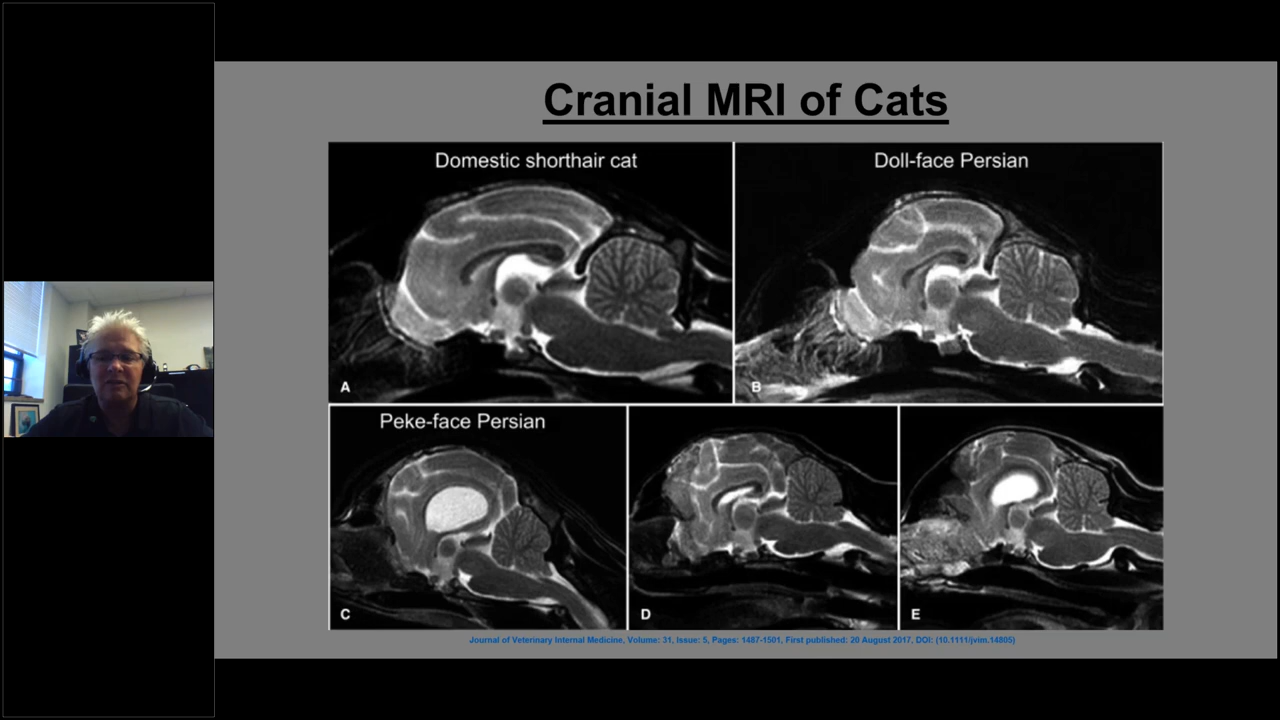 Cranial MRI of Cats
Domestic shorthair cat
Doll-face Persian
A
B
Peke-face Persian
C
D
E
Journal of Veterinary Internal Medicine, Volume: 31, Issue: 5, Pages: 1487-1501, First published: 20 August 2017, DOI: (10.1111/jvim.14805)